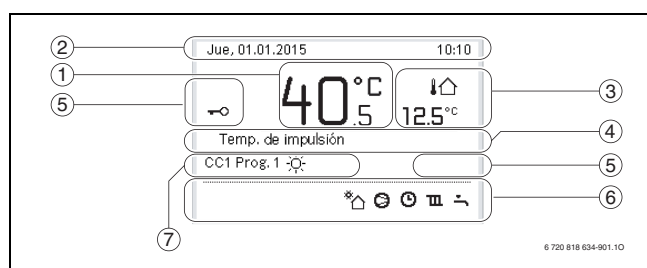 ② Jue, 01.01.2015 10:10
① 40.5 °C
⑤ 12.5 °C ③
Temp. de impulsión ④
CC1 Prog. 1 ⑤
⑥
⑦
6 720 818 634-901.1O